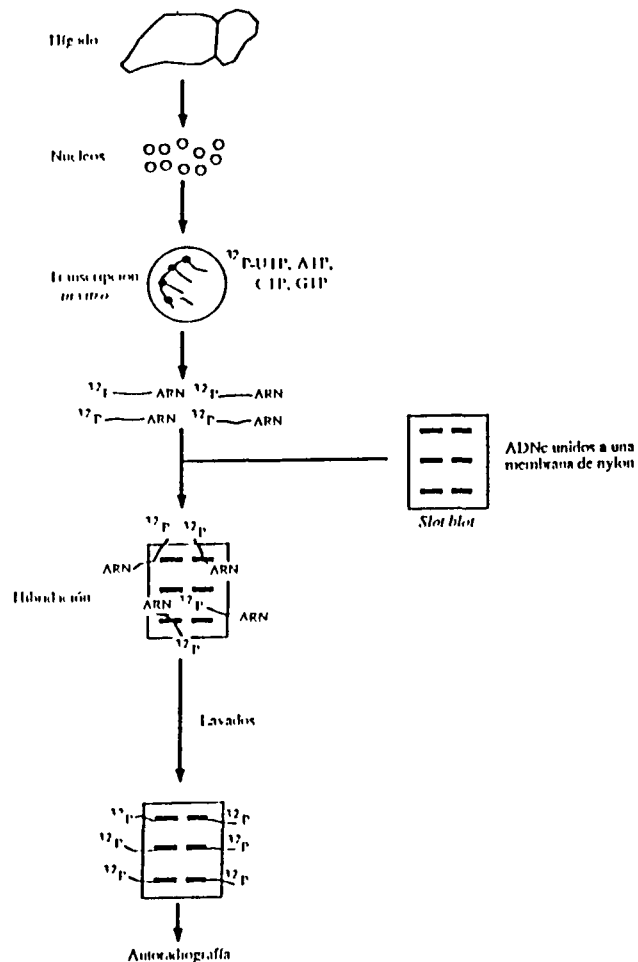 Hígado
Núcleos
Transcripción
in vitro
32P-UTP, ATP,
CTP, GTP
32P ARN 32P ARN
32P ARN 32P ARN
ADNc unidos a una
membrana de nylon
Slot blot
32P 32P
ARN ARN
Hibridación
ARN 32P
ARN
32P
Lavados
32P 32P
32P 32P
32P 32P
Autoradiografía